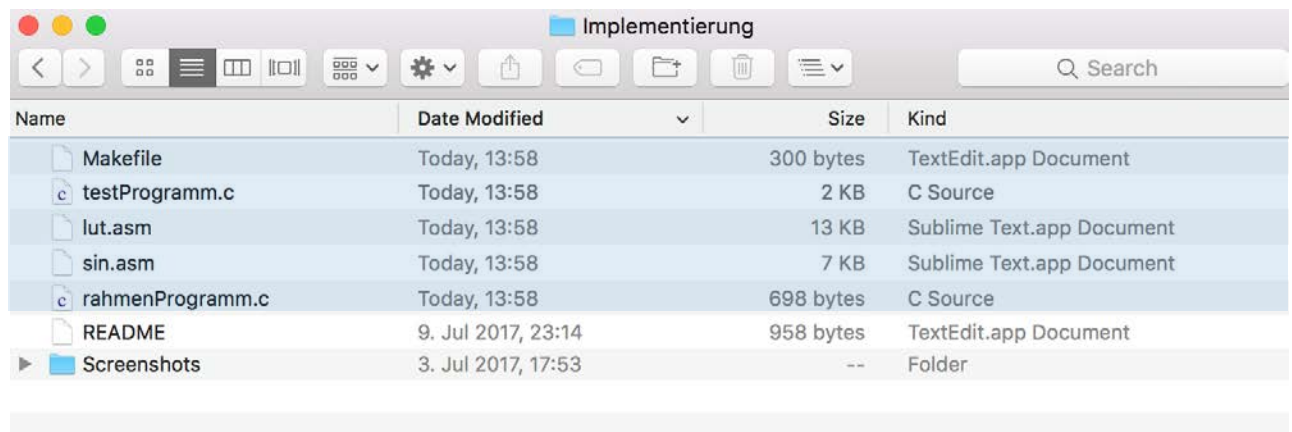 Implementierung
Search
Name Date Modified Size Kind
Makefile Today, 13:58 300 bytes TextEdit.app Document
c testProgramm.c Today, 13:58 2 KB C Source
lut.asm Today, 13:58 13 KB Sublime Text.app Document
sin.asm Today, 13:58 7 KB Sublime Text.app Document
c rahmenProgramm.c Today, 13:58 698 bytes C Source
README 9. Jul 2017, 23:14 958 bytes TextEdit.app Document
Screenshots 3. Jul 2017, 17:53 -- Folder